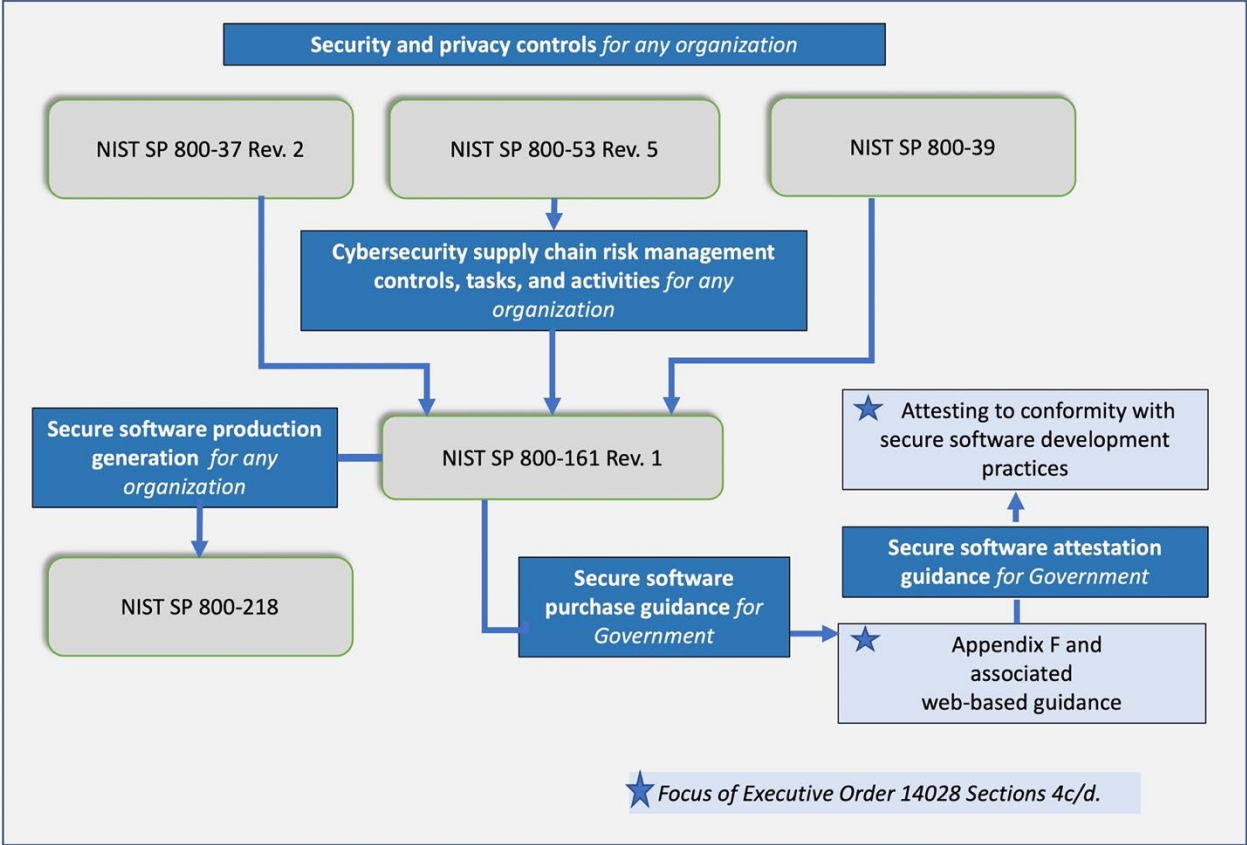 Security and privacy controls for any organization
NIST SP 800-37 Rev. 2
NIST SP 800-53 Rev. 5
NIST SP 800-39
Cybersecurity supply chain risk management
controls, tasks, and activities for any
organization
Secure software production
generation for any
organization
NIST SP 800-161 Rev. 1
Attesting to conformity with
secure software development
practices
Secure software attestation
guidance for Government
NIST SP 800-218
Secure software
purchase guidance for
Government
Appendix F and
associated
web-based guidance
Focus of Executive Order 14028 Sections 4c/d.